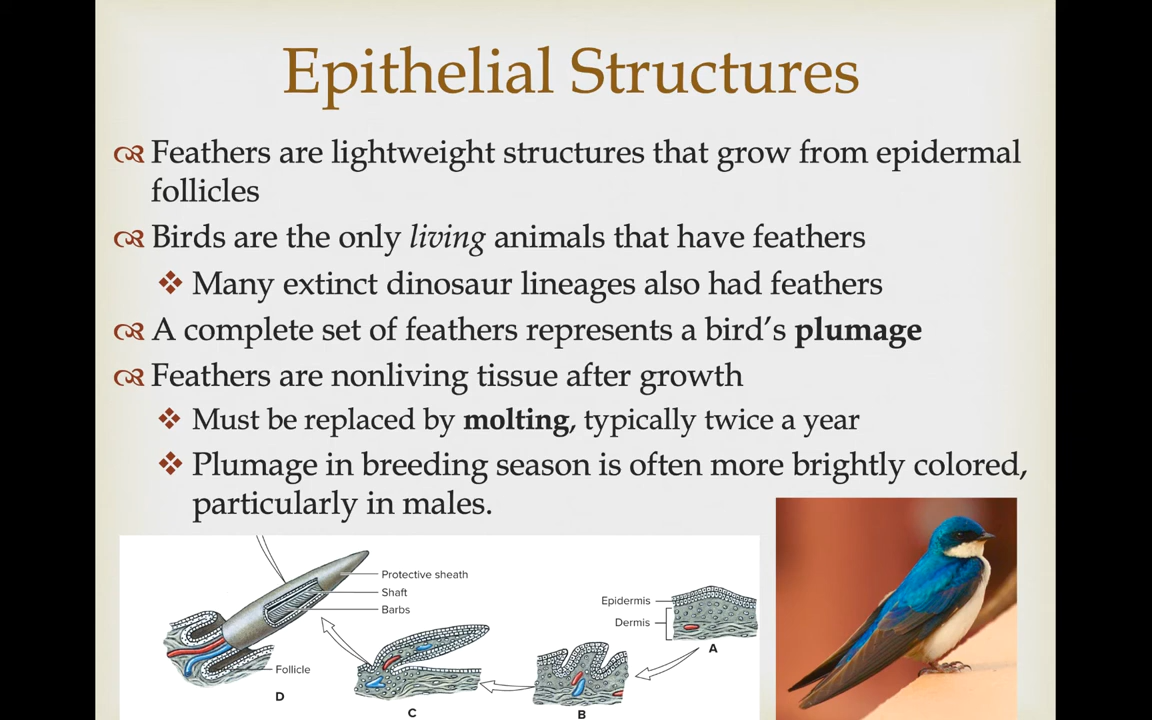 Epithelial Structures
Feathers are lightweight structures that grow from epidermal
follicles
Birds are the only living animals that have feathers
Many extinct dinosaur lineages also had feathers
A complete set of feathers represents a bird's plumage
Feathers are nonliving tissue after growth
Must be replaced by molting, typically twice a year
Plumage in breeding season is often more brightly colored,
particularly in males.
Protective sheath
Shaft
Barbs
Follicle
D
C
Epidermis
Dermis
A
B